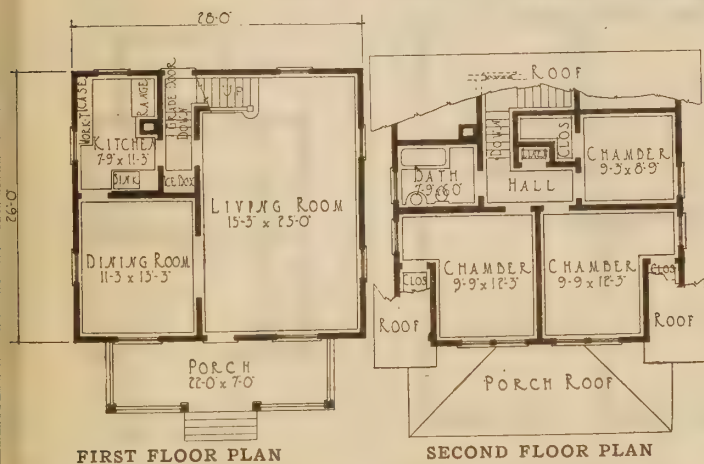 28'-0"
26'-0"
WORK-T
CASE
RANGE
GRADE DOOR
DOWN
UP
KITCHEN
7'-9" x 11'-3"
SINK
ICE BOX
LIVING ROOM
15'-3" x 25'-0"
DINING ROOM
11-3 x 13'-3"
PORCH
22'-0" x 7'-0"
FIRST FLOOR PLAN
ROOF
DOWN
CLOS
LINEN
BATH
7'-9" x 6'-0"
HALL
CHAMBER
9'-3" x 8'-9"
CLOS
CHAMBER
9'-9" x 12'-3"
CHAMBER
9'-9 x 12'-3"
CLOS
ROOF
ROOF
PORCH ROOF
SECOND FLOOR PLAN